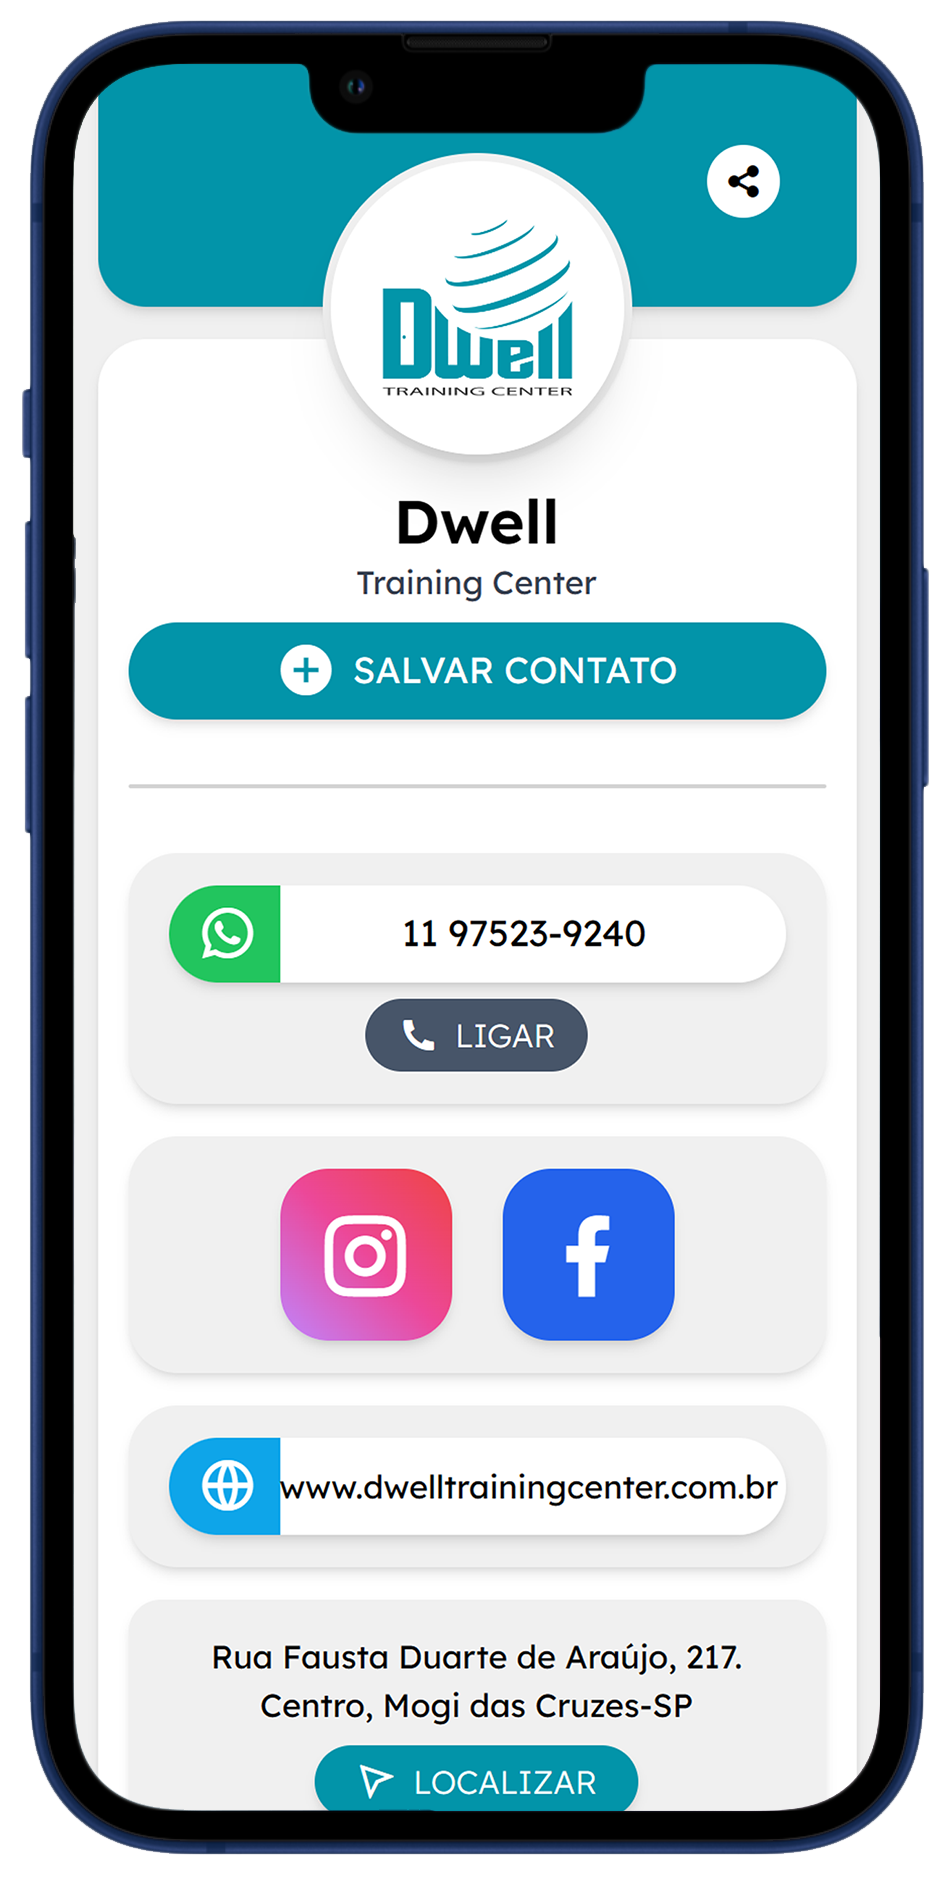 Dwell
TRAINING CENTER
Dwell
Training Center
SALVAR CONTATO
11 97523-9240
LIGAR
www.dwelltrainingcenter.com.br
Rua Fausta Duarte de Araújo, 217.
Centro, Mogi das Cruzes-SP
LOCALIZAR